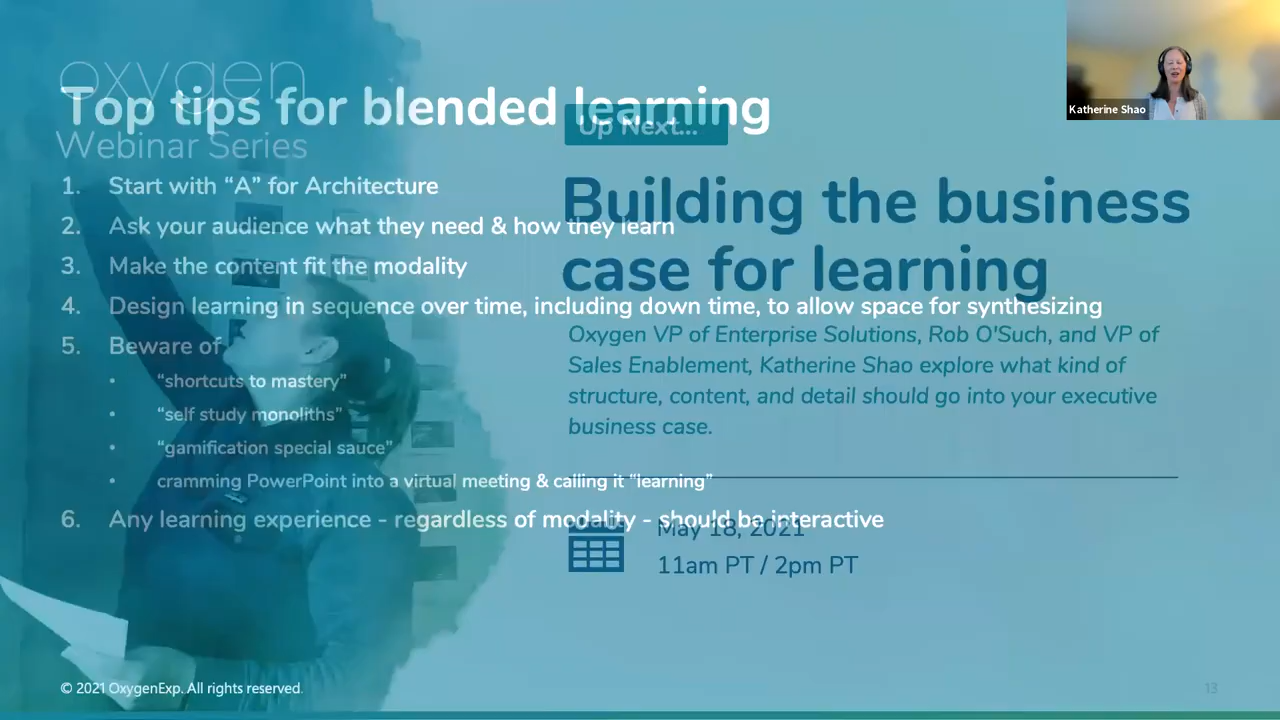 Katherine Shao
oxygen
Webinar Series
Top tips for blended learning
1. Start with “A” for Architecture
2. Ask your audience what they need & how they learn
3. Make the content fit the modality
4. Design learning in sequence over time, including down time, to allow space for synthesizing
5. Beware of
• “shortcuts to mastery”
• “self study monoliths”
• “gamification special sauce”
• cramming PowerPoint into a virtual meeting & calling it “learning”
6. Any learning experience - regardless of modality - should be interactive
Up Next...
Building the business
case for learning
Oxygen VP of Enterprise Solutions, Rob O'Such, and VP of
Sales Enablement, Katherine Shao explore what kind of
structure, content, and detail should go into your executive
business case.
May 18, 2021
11am PT / 2pm PT
© 2021 OxygenExp. All rights reserved.
13